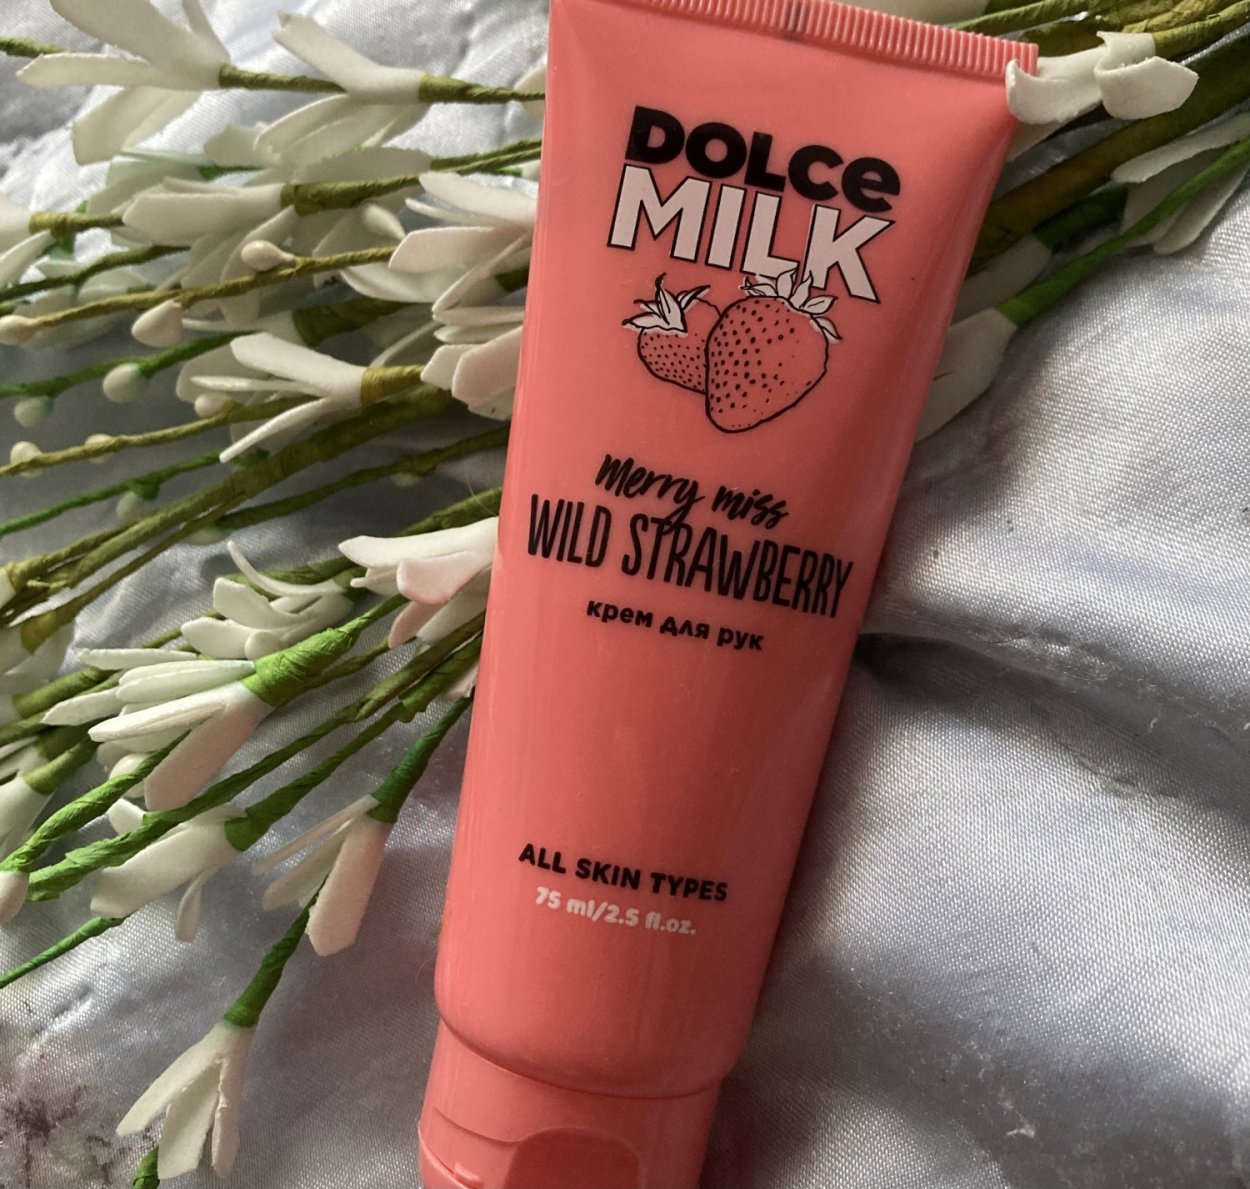 DOLCE
MILK
merry miss
WILD STRAWBERRY
крем для рук
ALL SKIN TYPES
75 ml/2.5 fl.oz.